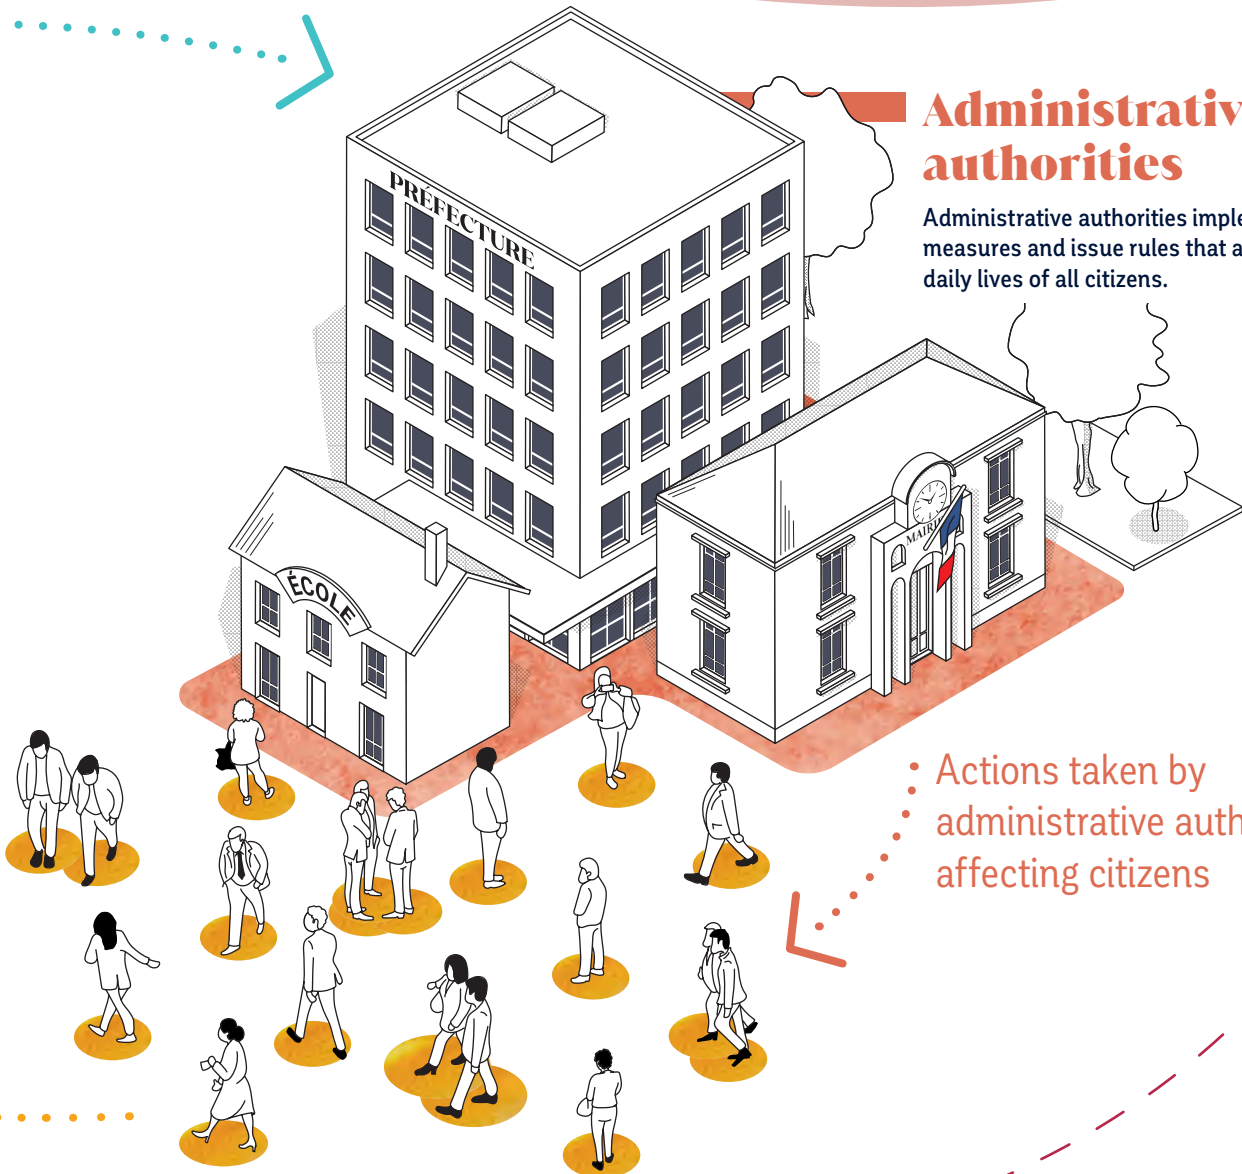 Administrativ
authorities
Administrative authorities imple
measures and issue rules that a
daily lives of all citizens.
PRÉFECTURE
MAIRIE
ÉCOLE
Actions taken by
administrative auth
affecting citizens